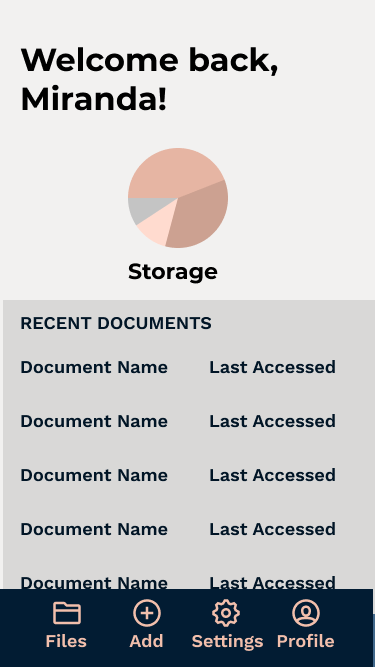 Welcome back,
Miranda!
Storage
RECENT DOCUMENTS
Document Name Last Accessed
Document Name Last Accessed
Document Name Last Accessed
Document Name Last Accessed
Document Name Last Accessed
Files Add Settings Profile